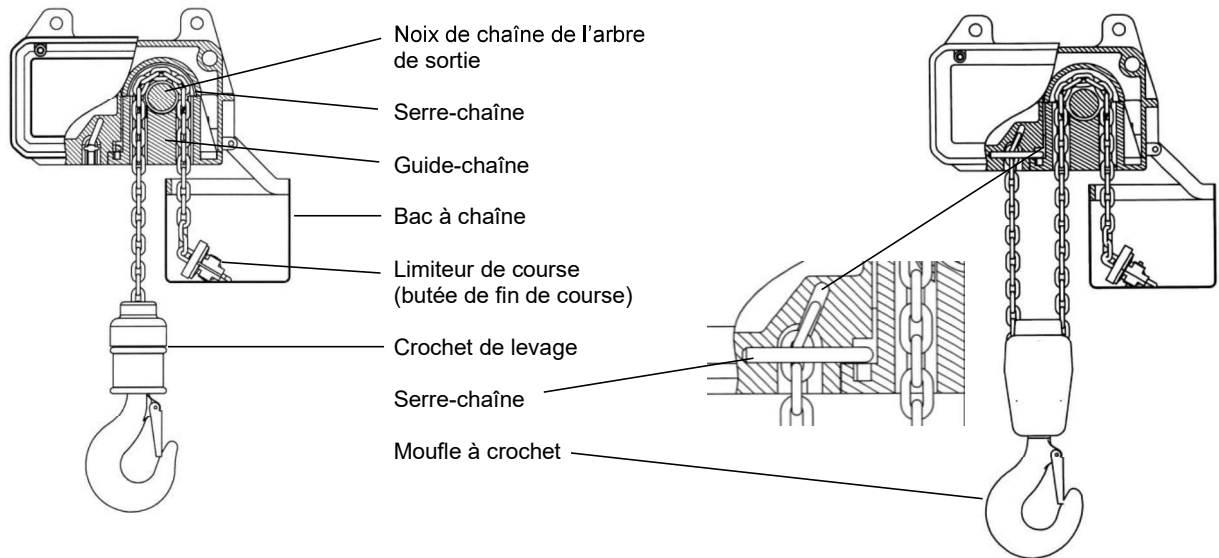 Noix de chaîne de l'arbre
de sortie
Serre-chaîne
Guide-chaîne
Bac à chaîne
Limiteur de course
(butée de fin de course)
Crochet de levage
Serre-chaîne
Moufle à crochet